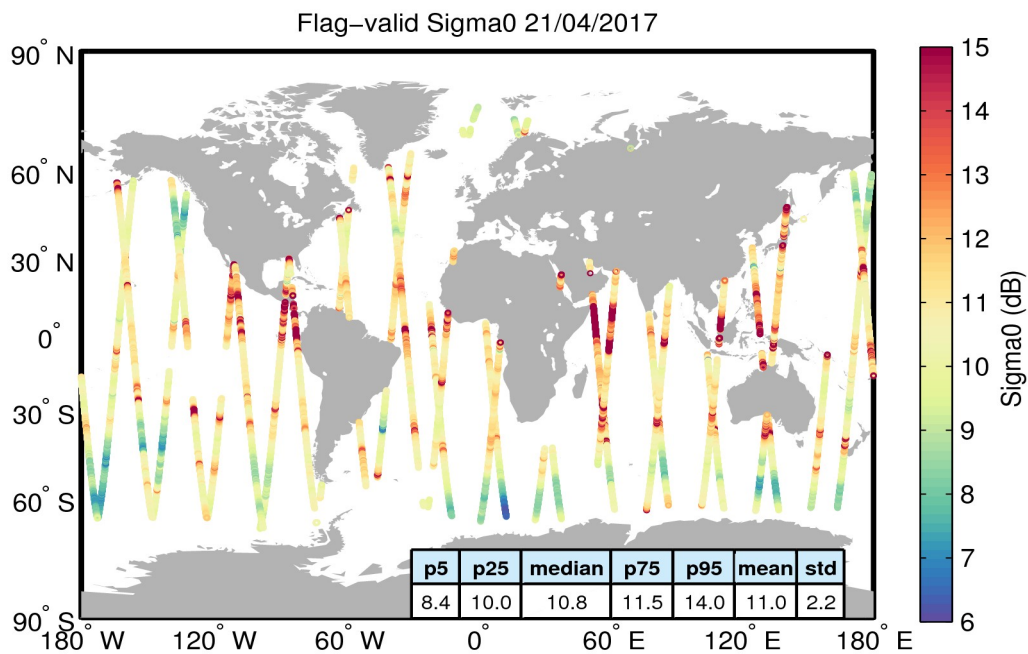 Flag−valid Sigma0 21/04/2017
90° N
60° N
30° N
0°
30° S
60° S
90° S
180° W
120° W
60° W
0°
60° E
120° E
180° E
p5 p25 median p75 p95 mean std
8.4 10.0 10.8 11.5 14.0 11.0 2.2
15
14
13
12
11
10
9
8
7
6
Sigma0 (dB)